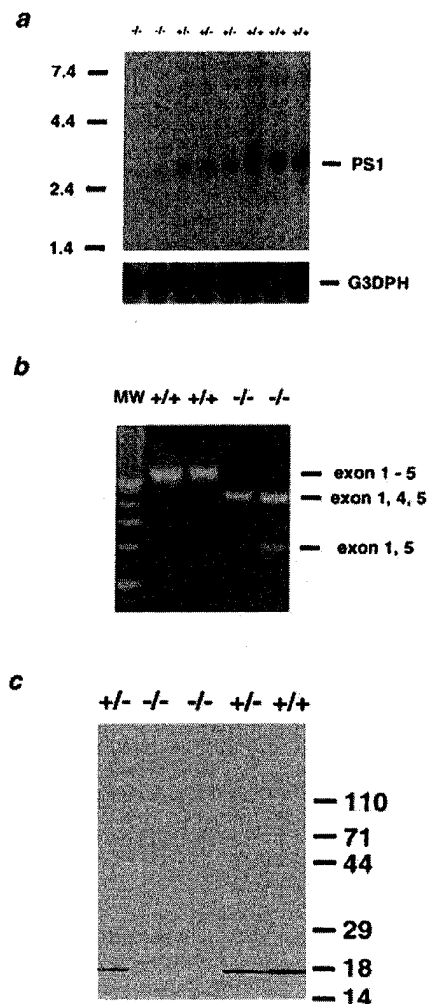 a
-/- -/- +/- +/- +/- +/+ +/+ +/+
7.4
4.4
PS1
2.4
1.4
G3DPH
b
MW +/+ +/+ -/- -/-
exon 1 - 5
exon 1, 4, 5
exon 1, 5
c
+/- -/- -/- +/- +/+
110
71
44
29
18
14